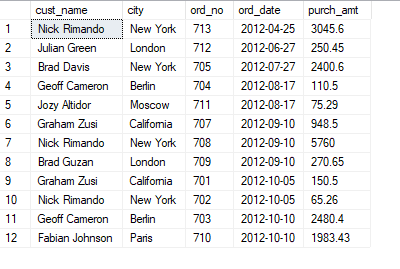 cust_name city ord_no ord_date purch_amt
1 Nick Rimando New York 713 2012-04-25 3045.6
2 Julian Green London 712 2012-06-27 250.45
3 Brad Davis New York 705 2012-07-27 2400.6
4 Geoff Cameron Berlin 704 2012-08-17 110.5
5 Jozy Altidor Moscow 711 2012-08-17 75.29
6 Graham Zusi California 707 2012-09-10 948.5
7 Nick Rimando New York 708 2012-09-10 5760
8 Brad Guzan London 709 2012-09-10 270.65
9 Graham Zusi California 701 2012-10-05 150.5
10 Nick Rimando New York 702 2012-10-05 65.26
11 Geoff Cameron Berlin 703 2012-10-10 2480.4
12 Fabian Johnson Paris 710 2012-10-10 1983.43